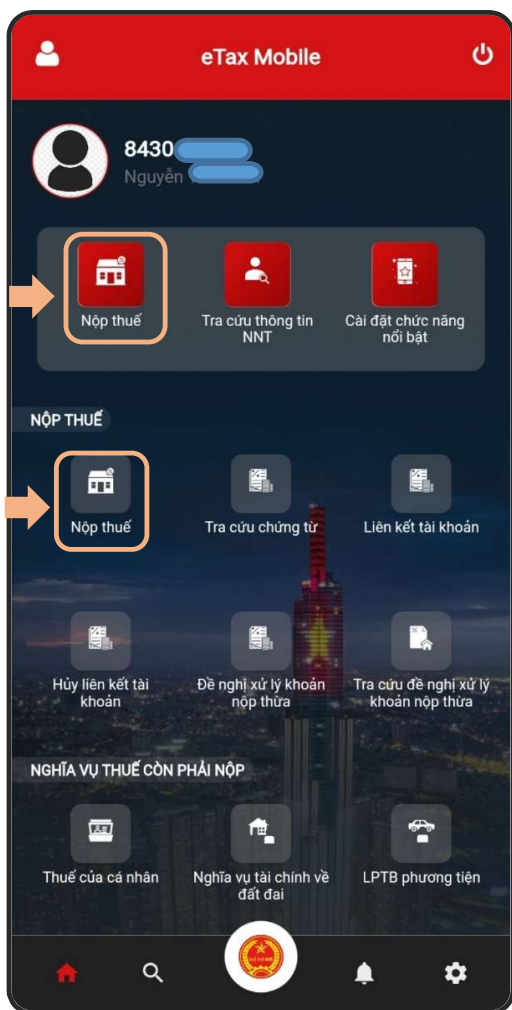 eTax Mobile
8430
Nguyễn
Nộp thuế
Tra cứu thông tin
NNT
Cài đặt chức năng
nổi bật
NỘP THUẾ
Nộp thuế
Tra cứu chứng từ
Liên kết tài khoản
Hủy liên kết tài
khoản
Đề nghị xử lý khoản
nộp thừa
Tra cứu đề nghị xử lý
khoản nộp thừa
NGHĨA VỤ THUẾ CÒN PHẢI NỘP
Thuế của cá nhân
Nghĩa vụ tài chính về
đất đai
LPTB phương tiện